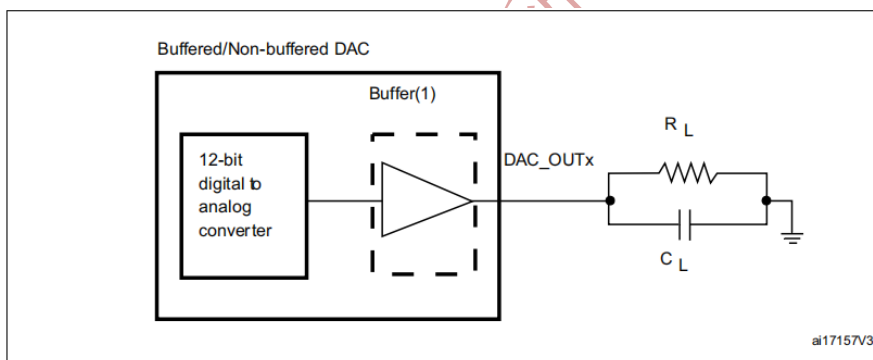 Buffered/Non-buffered DAC
Buffer(1)
12-bit
digital to
analog
converter
DAC_OUTx
R L
C L
ai17157V3